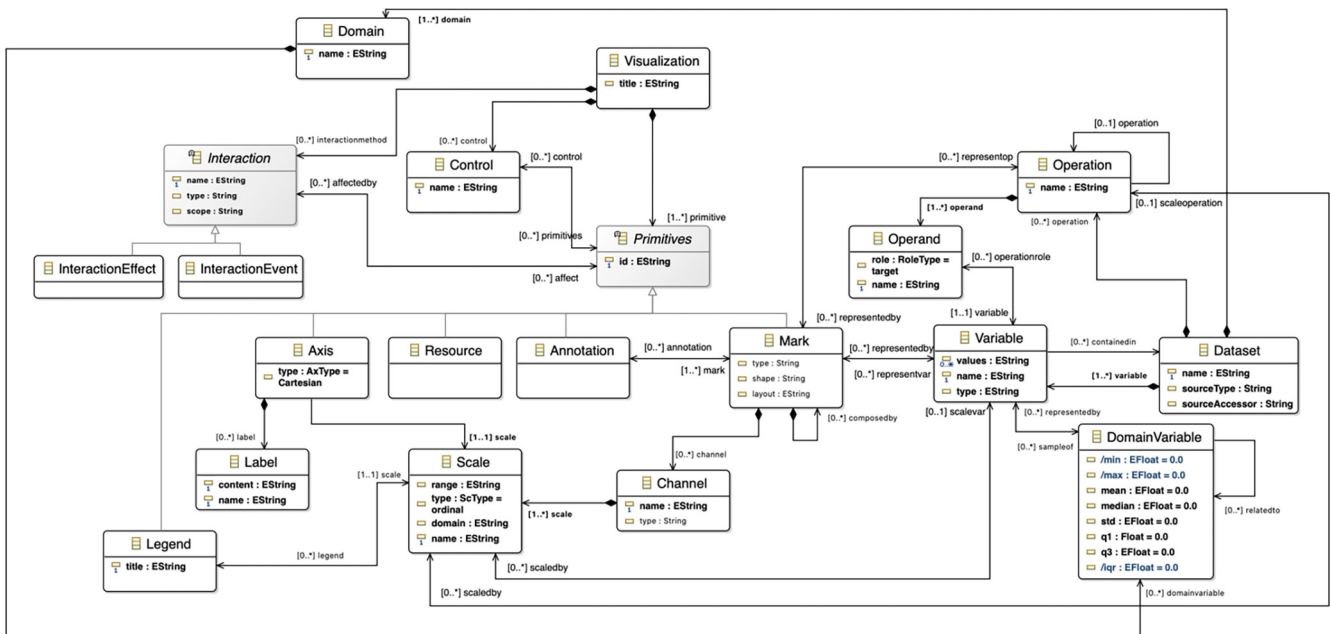 [1..*] domain
Domain
name : EString
Visualization
title : EString
[0..1] operation
[0..*] interactionmethod
[0..*] control
Interaction
name : EString
type : String
scope : String
Control
name : EString
[0..*] control
[0..*] representop
Operation
name : EString
[0..*] affectedby
[0..1] scaleoperation
[1..*] operand
[0..*] operation
[1..*] primitive
[0..*] primitives
Primitives
id : EString
Operand
role : RoleType =
target
name : EString
[0..*] operationrole
InteractionEffect
InteractionEvent
[0..*] affect
[0..*] representedby
[1..1] variable
Axis
type : AxType =
Cartesian
Resource
Annotation
[0..*] annotation
[1..*] mark
Mark
type : String
shape : String
layout : EString
[0..*] representedby
[0..*] representvar
Variable
values : EString
name : EString
type : EString
[0..*] containedin
[1..*] variable
Dataset
name : EString
sourceType : String
sourceAccessor : String
[0..1] scalevar
[0..*] representedby
[0..*] composedby
[0..*] sampleof
[0..*] label
[1..1] scale
Label
content : EString
name : EString
[1..1] scale
Scale
range : EString
type : ScType =
ordinal
domain : EString
name : EString
[0..*] channel
Channel
name : EString
type : String
[1..*] scale
DomainVariable
/min : EFloat = 0.0
/max : EFloat = 0.0
mean : EFloat = 0.0
median : EFloat = 0.0
std : EFloat = 0.0
q1 : Float = 0.0
q3 : EFloat = 0.0
/iqr : EFloat = 0.0
[0..*] relatedto
Legend
title : EString
[0..*] legend
[0..*] scaledby
[0..*] scaledby
[0..*] domainvariable